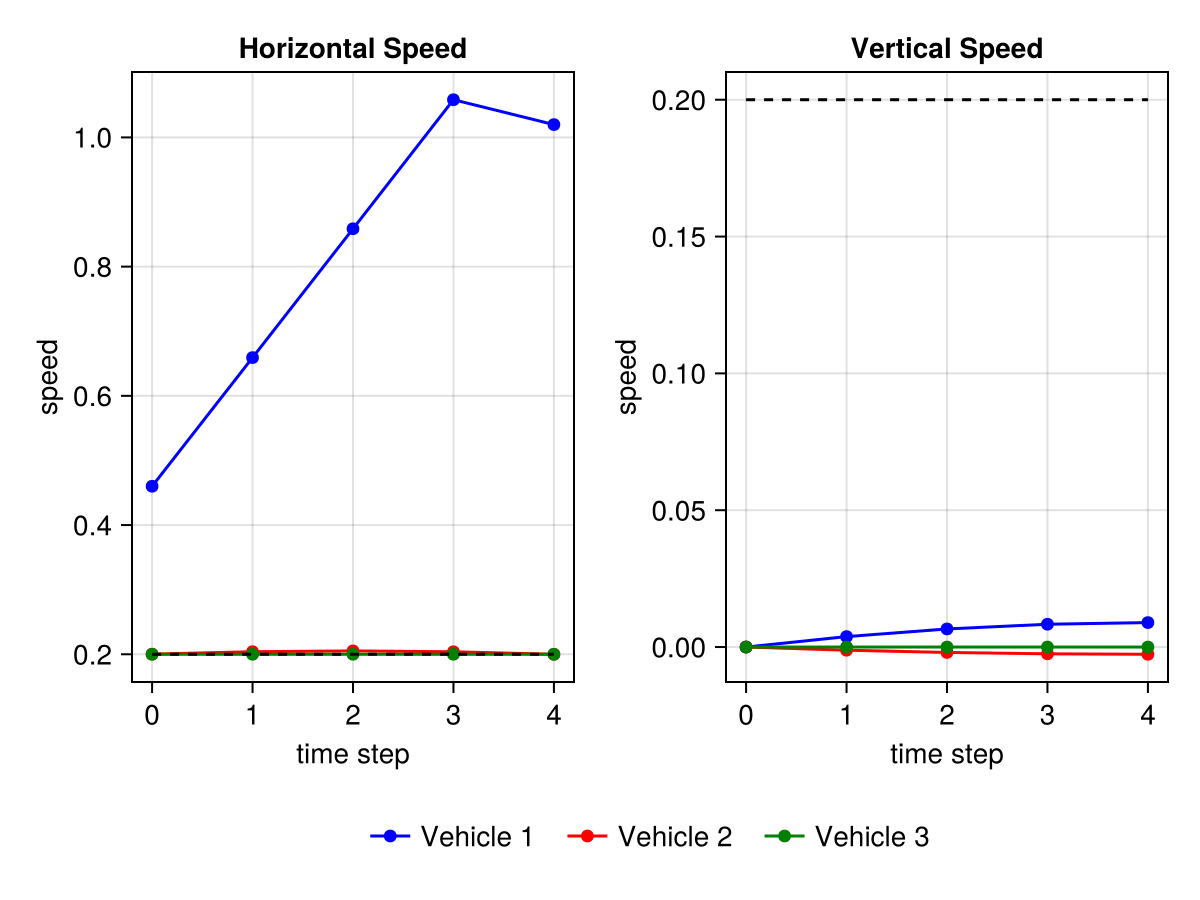 Horizontal Speed
speed
1.0
0.8
0.6
0.4
0.2
0 1 2 3 4
time step
Vertical Speed
speed
0.20
0.15
0.10
0.05
0.00
0 1 2 3 4
time step
Vehicle 1 Vehicle 2 Vehicle 3